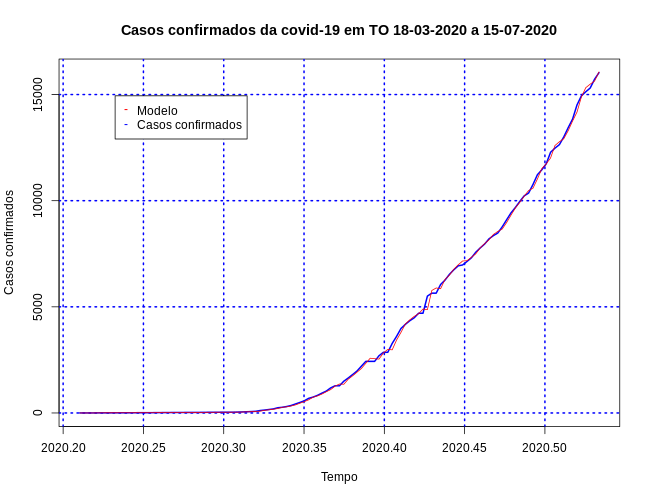 Casos confirmados da covid-19 em TO 18-03-2020 a 15-07-2020
Casos confirmados
15000
10000
5000
0
- Modelo
- Casos confirmados
2020.20 2020.25 2020.30 2020.35 2020.40 2020.45 2020.50
Tempo